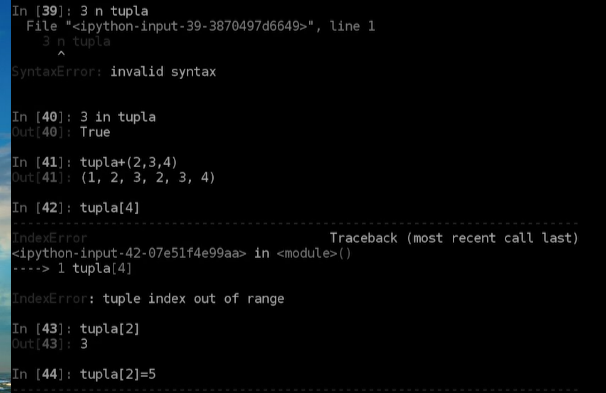 In [39]: 3 n tupla
File "<ipython-input-39-3870497d6649>", line 1
3 n tupla
^
SyntaxError: invalid syntax
In [40]: 3 in tupla
Out[40]: True
In [41]: tupla+(2,3,4)
Out[41]: (1, 2, 3, 2, 3, 4)
In [42]: tupla[4]
---------------------------------------------------------------------------
IndexError                                Traceback (most recent call last)
<ipython-input-42-07e51f4e99aa> in <module>()
----> 1 tupla[4]
IndexError: tuple index out of range
In [43]: tupla[2]
Out[43]: 3
In [44]: tupla[2]=5
---------------------------------------------------------------------------